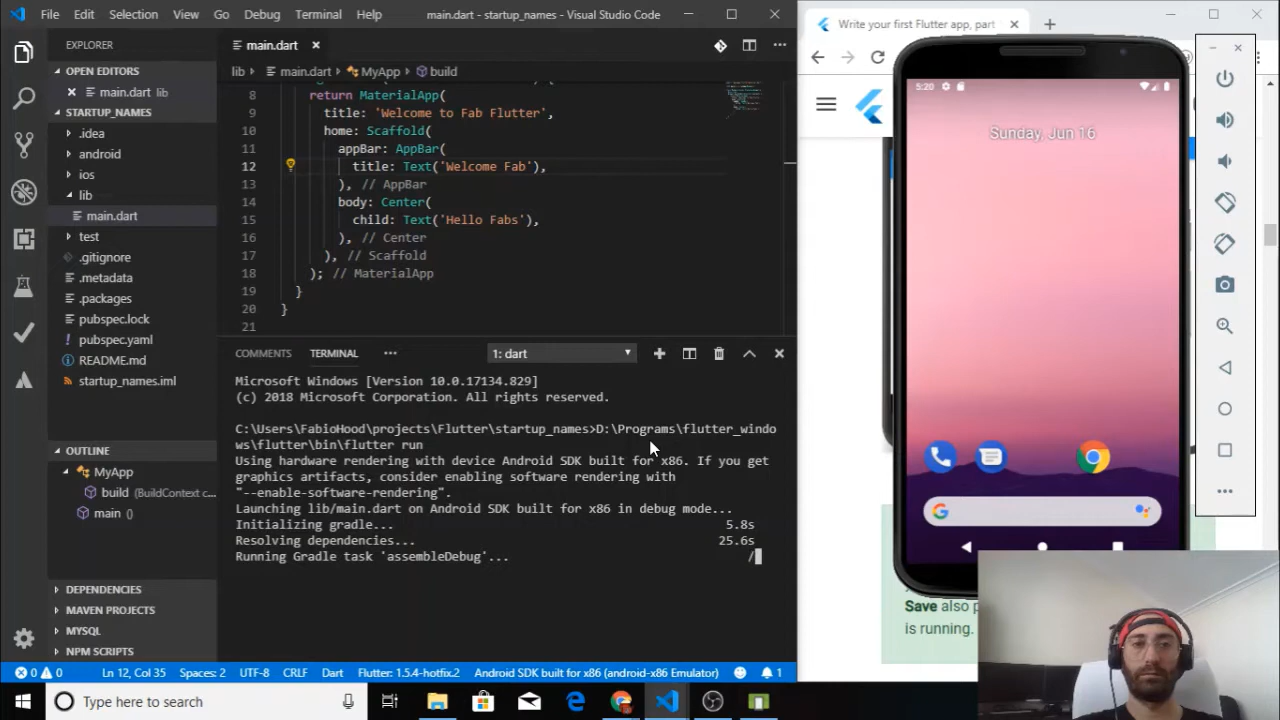 File Edit Selection View Go Debug Terminal Help
main.dart - startup_names - Visual Studio Code
EXPLORER
OPEN EDITORS
main.dart lib
STARTUP_NAMES
.idea
android
ios
lib
main.dart
test
.gitignore
.metadata
.packages
pubspec.lock
pubspec.yaml
README.md
startup_names.iml
OUTLINE
MyApp
build (BuildContext c...
main ()
DEPENDENCIES
MAVEN PROJECTS
MYSQL
NPM SCRIPTS
main.dart
lib main.dart MyApp build
8 return MaterialApp(
9 title: 'Welcome to Fab Flutter',
10 home: Scaffold(
11 appBar: AppBar(
12 title: Text('Welcome Fab'),
13 ), // AppBar
14 body: Center(
15 child: Text('Hello Fabs'),
16 ), // Center
17 ), // Scaffold
18 ); // MaterialApp
19 }
20 }
21
COMMENTS TERMINAL 1: dart
Microsoft Windows [Version 10.0.17134.829]
(c) 2018 Microsoft Corporation. All rights reserved.
C:\Users\FabioHood\projects\Flutter\startup_names>D:\Programs\flutter_windo
ws\flutter\bin\flutter run
Using hardware rendering with device Android SDK built for x86. If you get
graphics artifacts, consider enabling software rendering with
"--enable-software-rendering".
Launching lib/main.dart on Android SDK built for x86 in debug mode...
Initializing gradle... 5.8s
Resolving dependencies... 25.6s
Running Gradle task 'assembleDebug'... /
0 0 Ln 12, Col 35 Spaces: 2 UTF-8 CRLF Dart Flutter: 1.5.4-hotfix.2 Android SDK built for x86 (android-x86 Emulator) 1
Type here to search
Write your first Flutter app, part
5:20
Sunday, Jun 16
Save also p
is running.